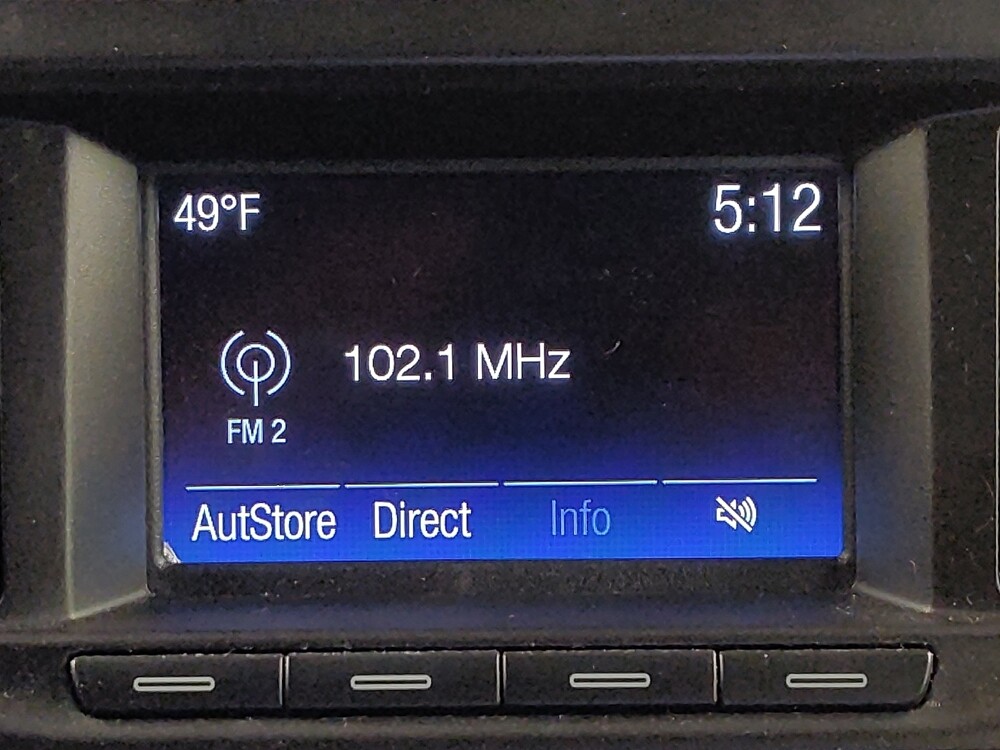 49°F 5:12
102.1 MHz
FM 2
AutStore Direct Info